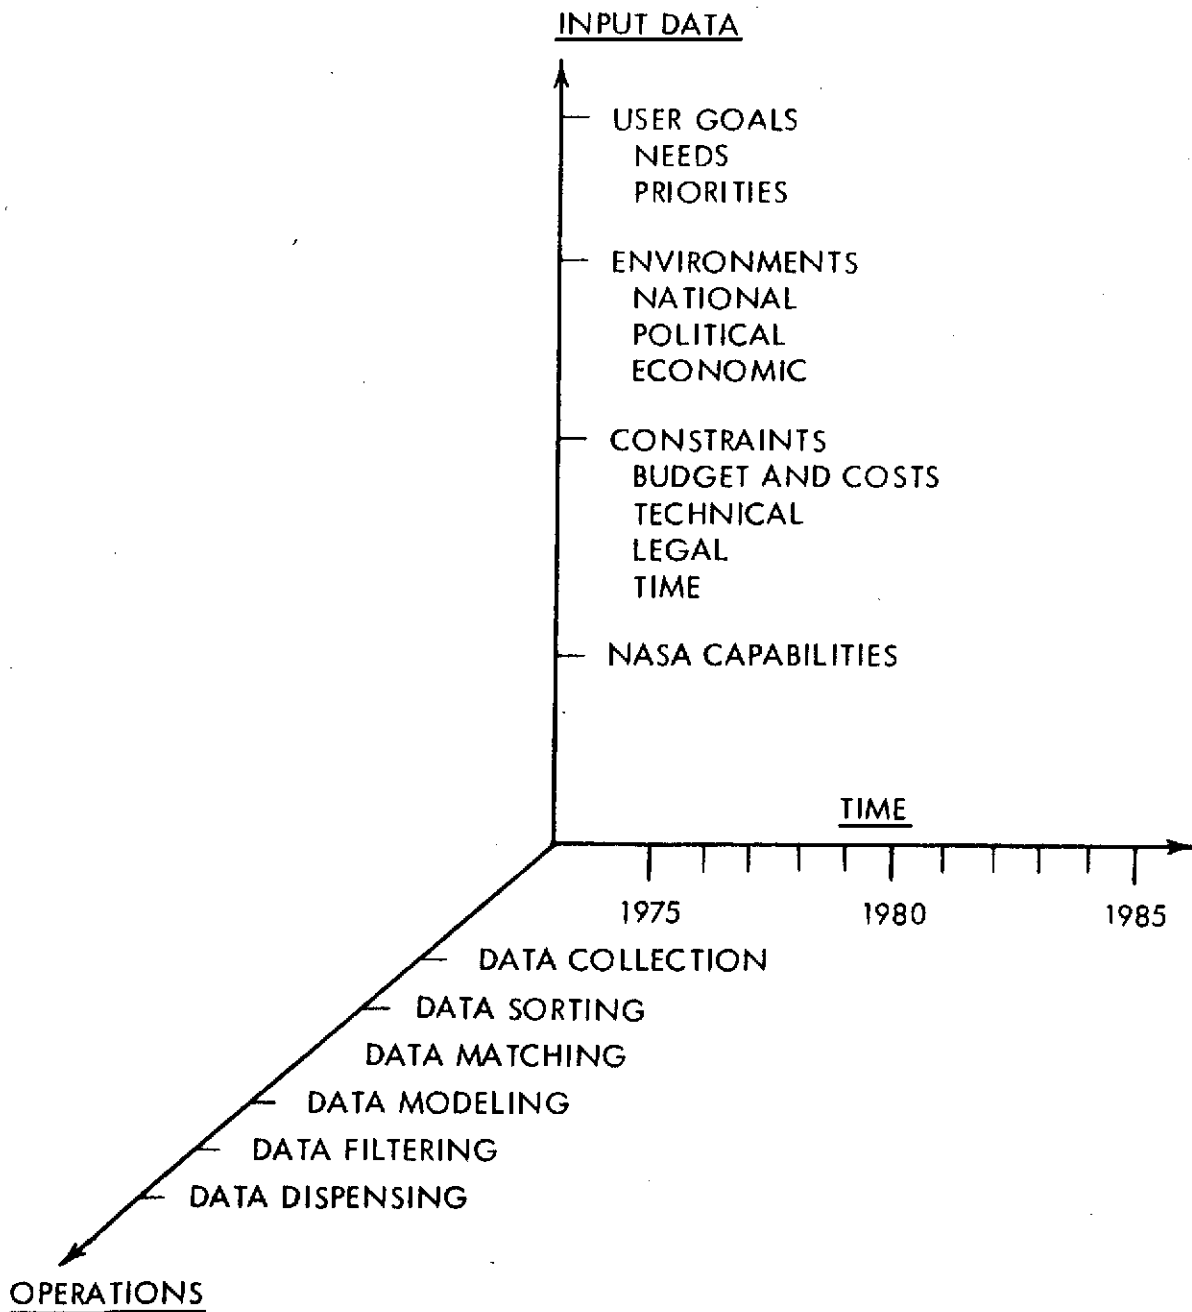 INPUT DATA
USER GOALS
NEEDS
PRIORITIES
ENVIRONMENTS
NATIONAL
POLITICAL
ECONOMIC
CONSTRAINTS
BUDGET AND COSTS
TECHNICAL
LEGAL
TIME
NASA CAPABILITIES
TIME
1975 1980 1985
DATA COLLECTION
DATA SORTING
DATA MATCHING
DATA MODELING
DATA FILTERING
DATA DISPENSING
OPERATIONS